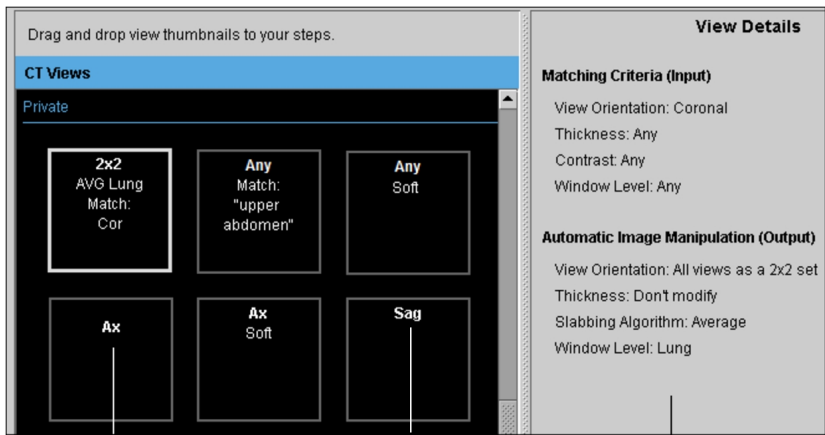 Drag and drop view thumbnails to your steps.
CT Views
Private
2x2
AVG Lung
Match:
Cor
Any
Match:
"upper
abdomen"
Any
Soft
Ax
Ax
Soft
Sag
View Details
Matching Criteria (Input)
View Orientation: Coronal
Thickness: Any
Contrast: Any
Window Level: Any
Automatic Image Manipulation (Output)
View Orientation: All views as a 2x2 set
Thickness: Don't modify
Slabbing Algorithm: Average
Window Level: Lung